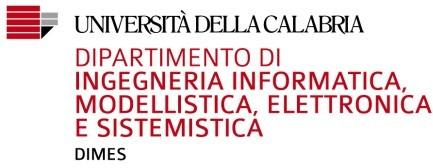 UNIVERSITÀ DELLA CALABRIA
DIPARTIMENTO DI
INGEGNERIA INFORMATICA,
MODELLISTICA, ELETTRONICA
E SISTEMISTICA
DIMES